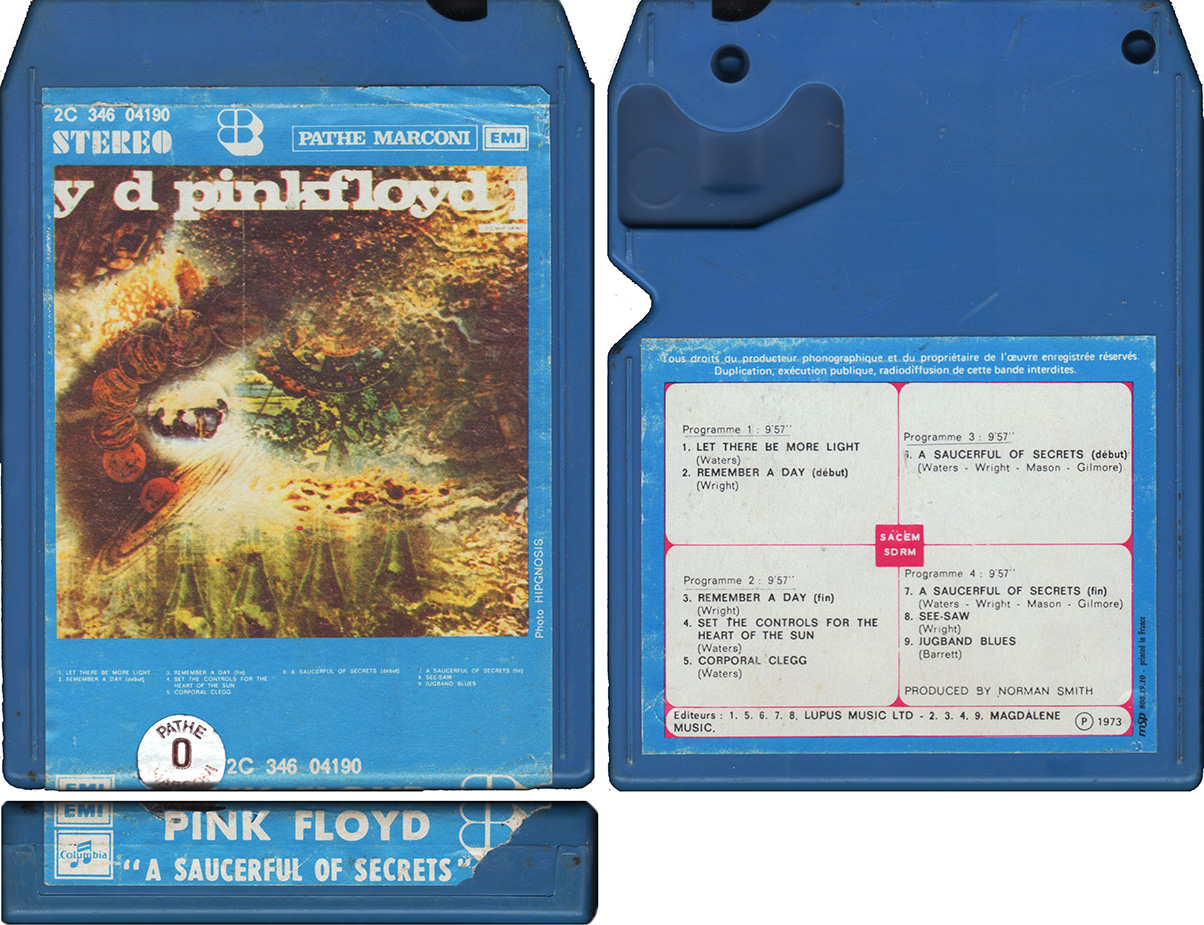 2C 346 04190
STEREO
PATHE MARCONI EMI
y d pinkfloyd
Photo HIPGNOSIS
1. LET THERE BE MORE LIGHT
2. REMEMBER A DAY (début)
3. REMEMBER A DAY (fin)
4. SET THE CONTROLS FOR THE
HEART OF THE SUN
5. CORPORAL CLEGG
6. A SAUCERFUL OF SECRETS (début)
7. A SAUCERFUL OF SECRETS (fin)
8. SEE-SAW
9. JUGBAND BLUES
PATHE
O
2C 346 04190
EMI
EMI
Columbia
PINK FLOYD
"A SAUCERFUL OF SECRETS"
Tous droits du producteur phonographique et du propriétaire de l'œuvre enregistrée réservés.
Duplication, exécution publique, radiodiffusion de cette bande interdites.
Programme 1 : 9'57''
1. LET THERE BE MORE LIGHT
(Waters)
2. REMEMBER A DAY (début)
(Wright)
Programme 3 : 9'57''
6. A SAUCERFUL OF SECRETS (début)
(Waters - Wright - Mason - Gilmore)
SACEM
SDRM
Programme 2 : 9'57''
3. REMEMBER A DAY (fin)
(Wright)
4. SET THE CONTROLS FOR THE
HEART OF THE SUN
(Waters)
5. CORPORAL CLEGG
(Waters)
Programme 4 : 9'57''
7. A SAUCERFUL OF SECRETS (fin)
(Waters - Wright - Mason - Gilmore)
8. SEE-SAW
(Wright)
9. JUGBAND BLUES
(Barrett)
PRODUCED BY NORMAN SMITH
Editeurs : 1. 5. 6. 7. 8. LUPUS MUSIC LTD - 2. 3. 4. 9. MAGDALENE
MUSIC.
P 1973
msp 808.19.10 - printed in France